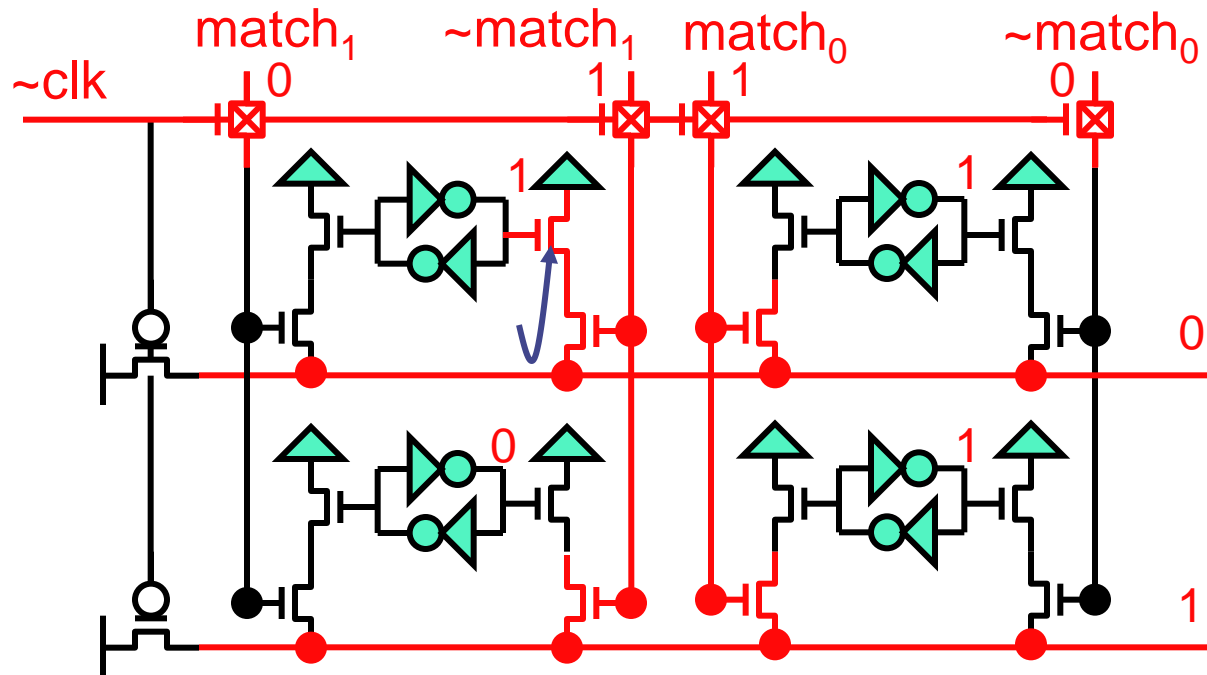 match₁ ~match₁ match₀ ~match₀
~clk 0 1 1 0
1 1
0
0 1
1